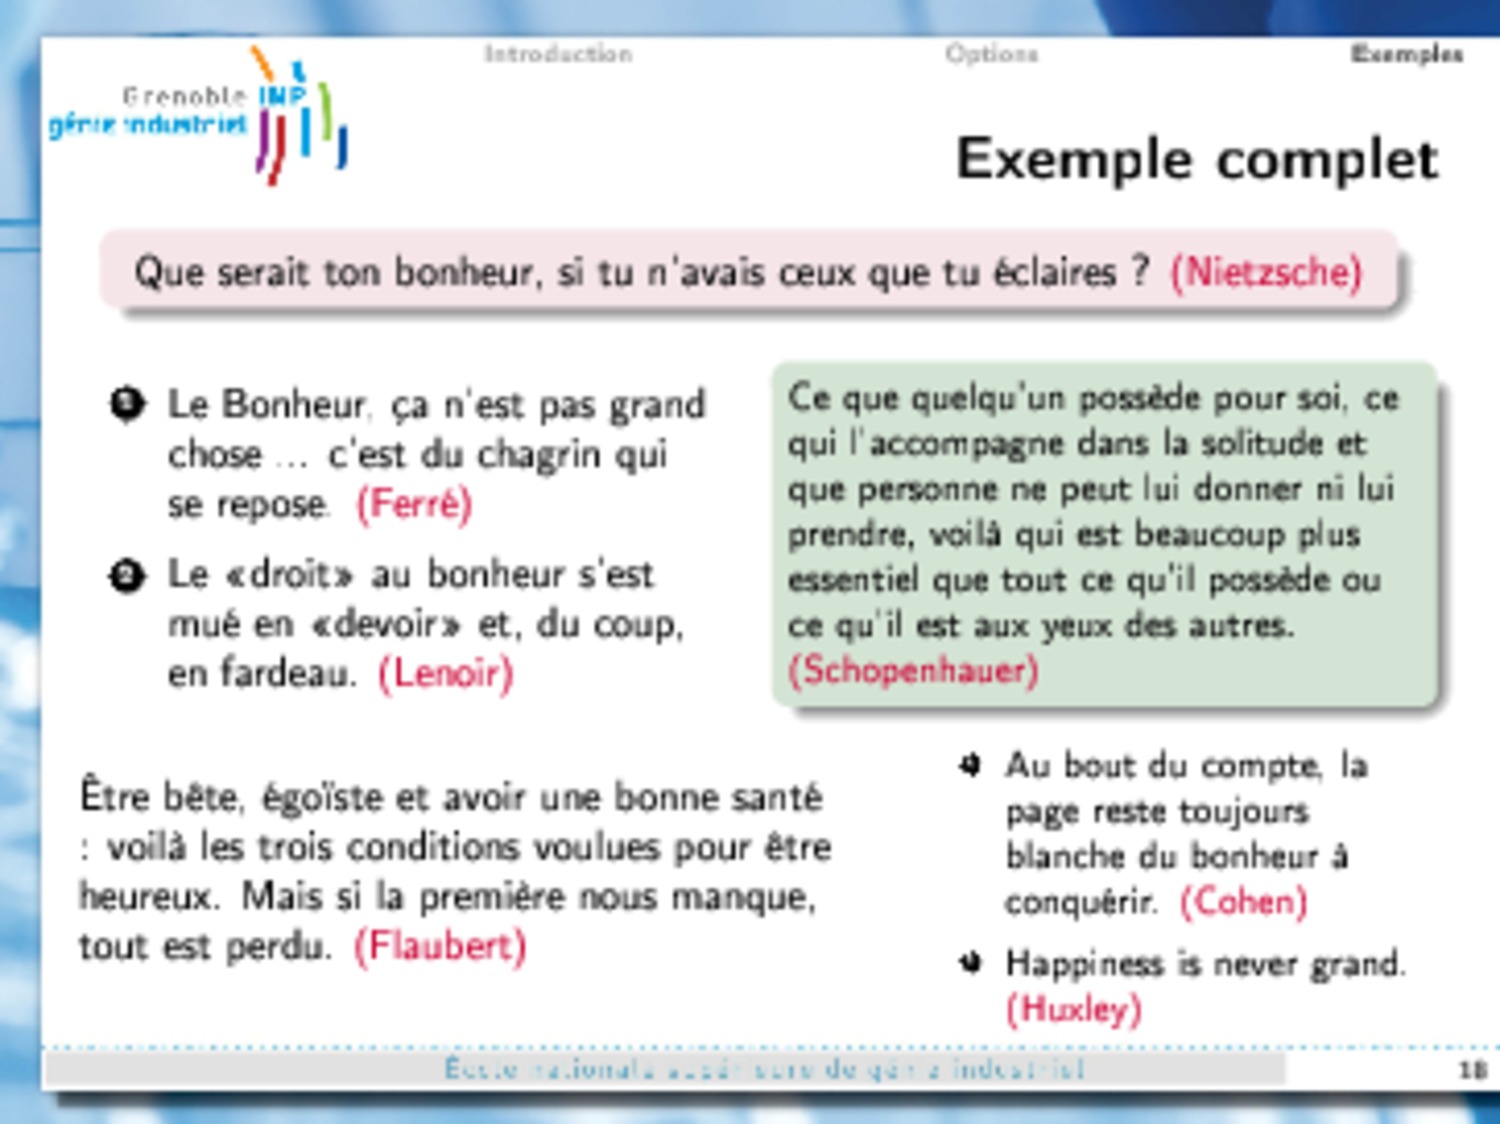 Introduction
Options
Exemples
Grenoble INP
génie industriel
Exemple complet
Que serait ton bonheur, si tu n'avais ceux que tu éclaires ? (Nietzsche)
1 Le Bonheur, ça n'est pas grand
chose ... c'est du chagrin qui
se repose. (Ferré)
2 Le «droit» au bonheur s'est
mué en «devoir» et, du coup,
en fardeau. (Lenoir)
Ce que quelqu'un possède pour soi, ce
qui l'accompagne dans la solitude et
que personne ne peut lui donner ni lui
prendre, voilà qui est beaucoup plus
essentiel que tout ce qu'il possède ou
ce qu'il est aux yeux des autres.
(Schopenhauer)
Être bête, égoïste et avoir une bonne santé
: voilà les trois conditions voulues pour être
heureux. Mais si la première nous manque,
tout est perdu. (Flaubert)
Au bout du compte, la
page reste toujours
blanche du bonheur à
conquérir. (Cohen)
Happiness is never grand.
(Huxley)
École nationale supérieure de génie industriel
18